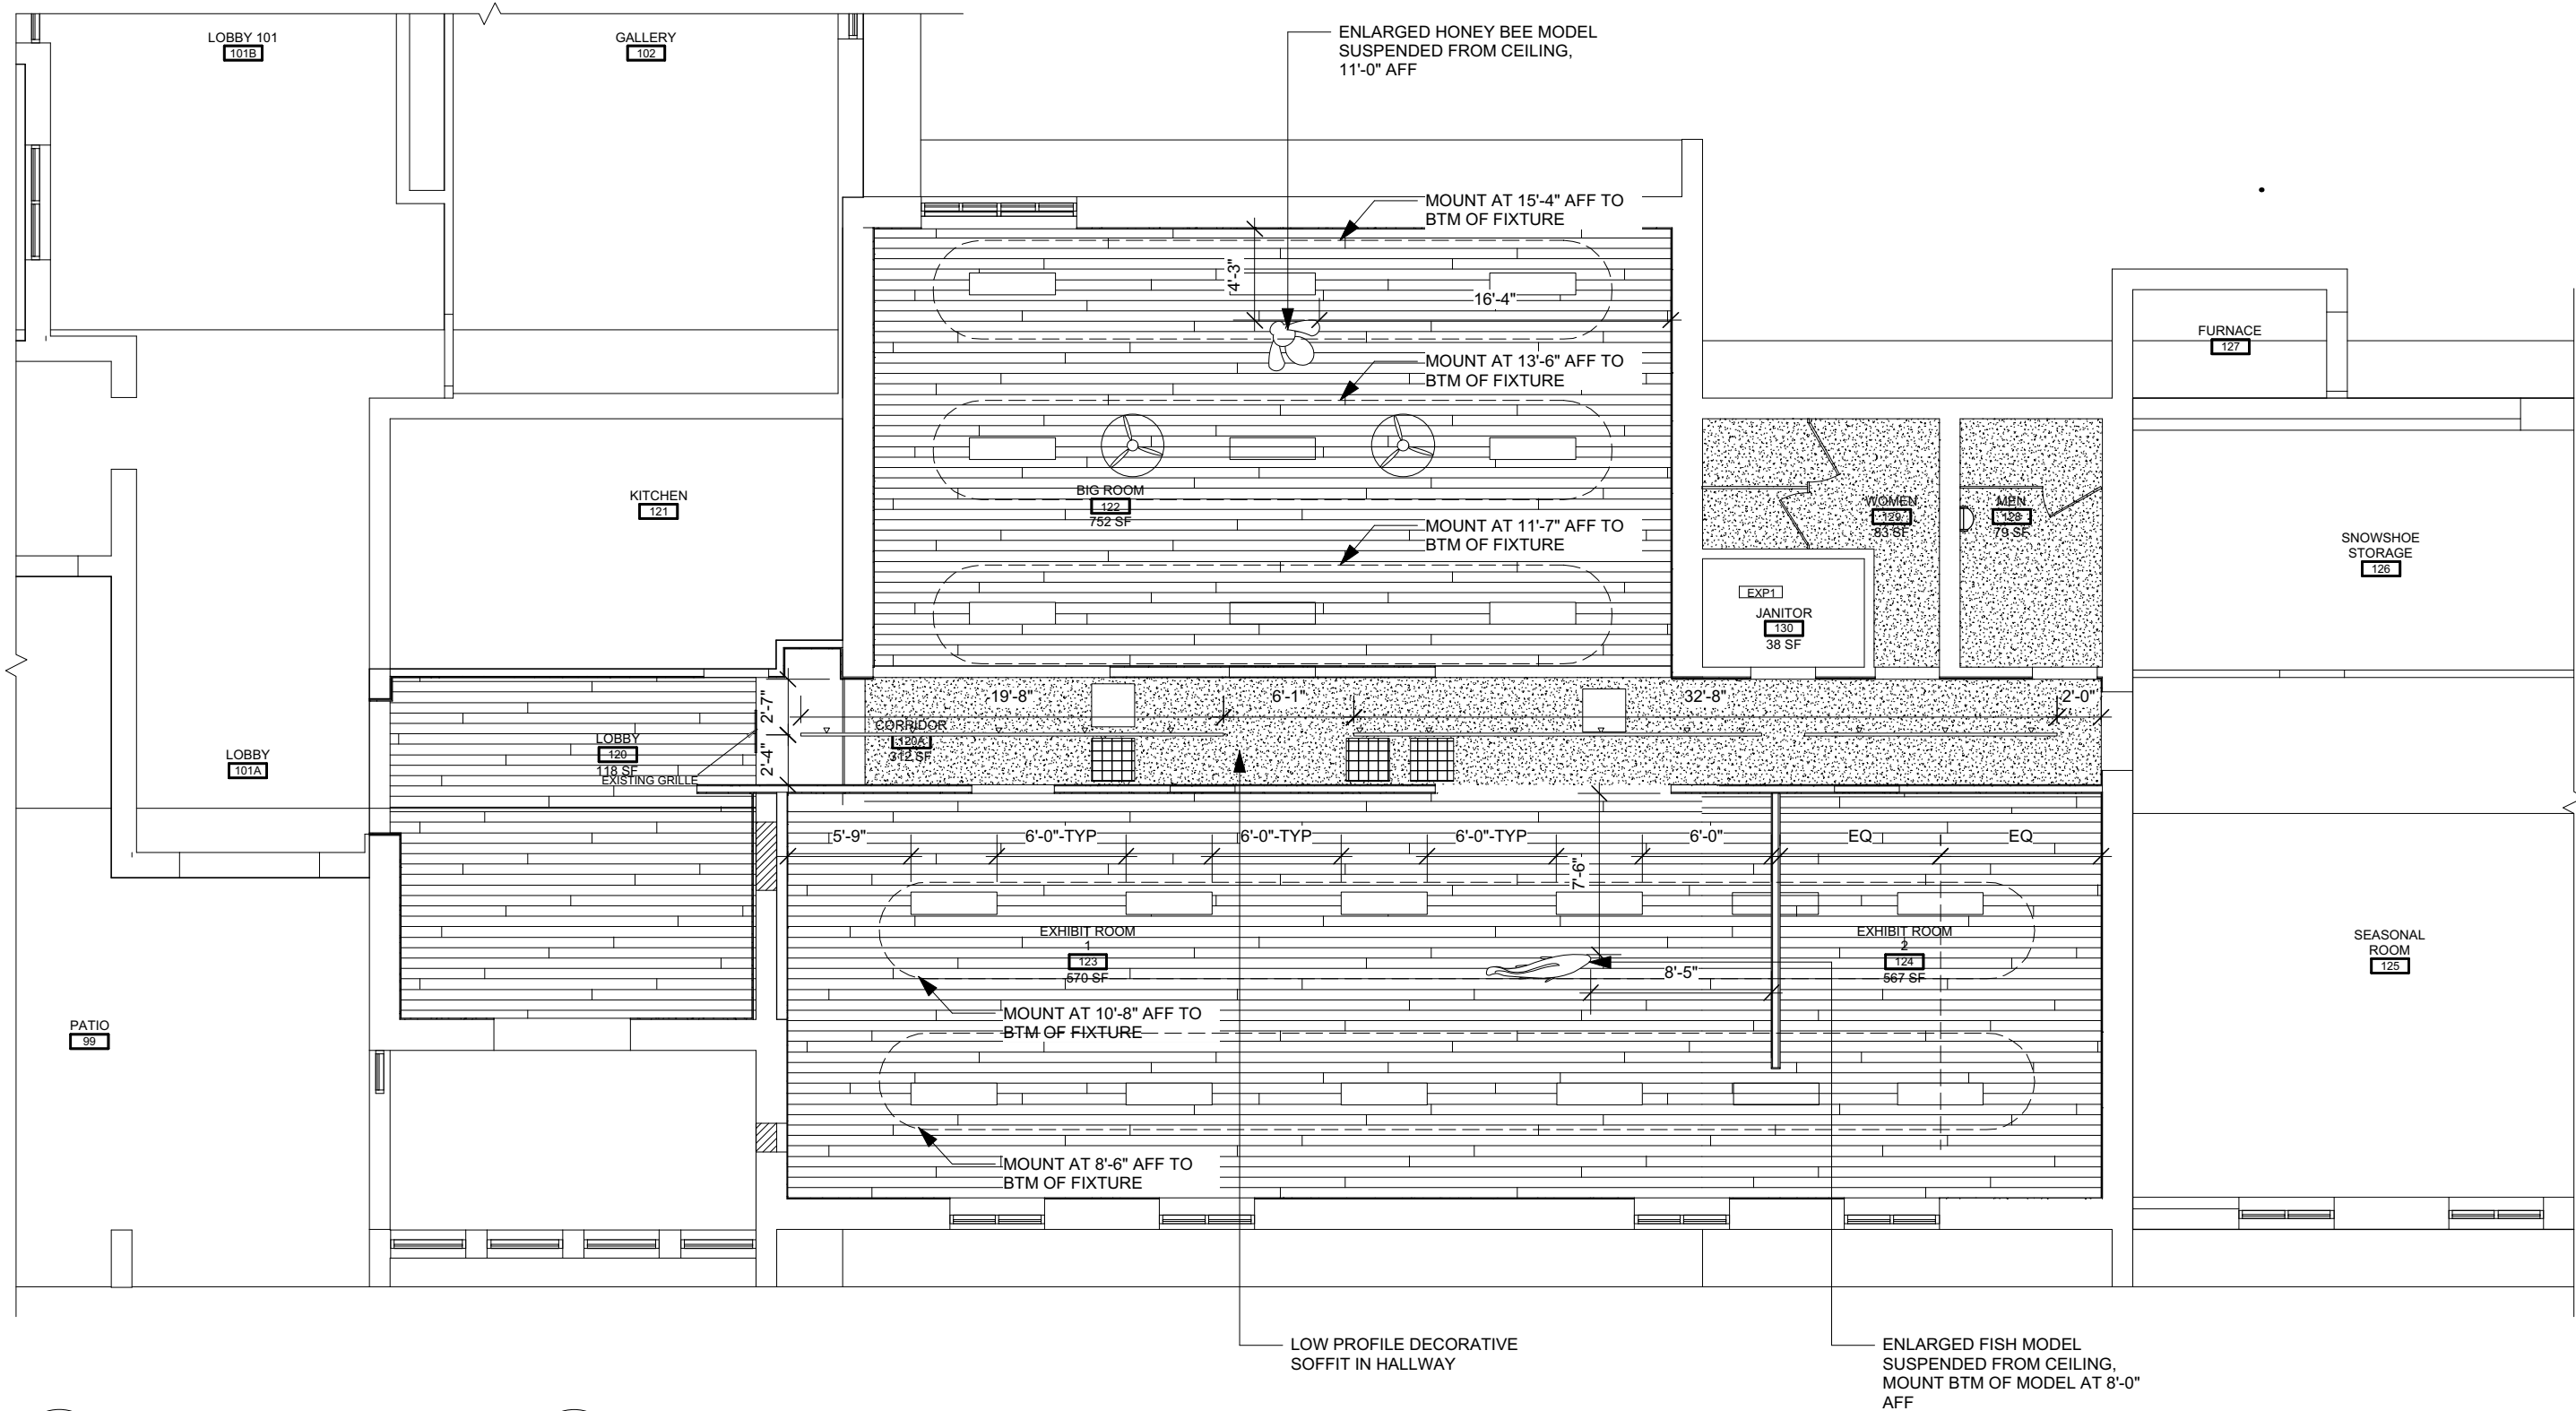 LOBBY 101
101B
GALLERY
102
ENLARGED HONEY BEE MODEL
SUSPENDED FROM CEILING,
11'-0" AFF
MOUNT AT 15'-4" AFF TO
BTM OF FIXTURE
4'-3"
16'-4"
FURNACE
127
MOUNT AT 13'-6" AFF TO
BTM OF FIXTURE
KITCHEN
121
BIG ROOM
122
752 SF
WOMEN
129
83 SF
MEN
128
79 SF
MOUNT AT 11'-7" AFF TO
BTM OF FIXTURE
SNOWSHOE
STORAGE
126
EXP1
JANITOR
130
38 SF
2'-7"
19'-8"
6'-1"
32'-8"
2'-0"
CORRIDOR
120A
312 SF
LOBBY
101A
LOBBY
120
118 SF
EXISTING GRILLE
2'-4"
5'-9"
6'-0"-TYP
6'-0"-TYP
6'-0"-TYP
6'-0"
EQ
EQ
7'-6"
EXHIBIT ROOM
1
123
570 SF
EXHIBIT ROOM
2
124
567 SF
8'-5"
SEASONAL
ROOM
125
PATIO
99
MOUNT AT 10'-8" AFF TO
BTM OF FIXTURE
MOUNT AT 8'-6" AFF TO
BTM OF FIXTURE
LOW PROFILE DECORATIVE
SOFFIT IN HALLWAY
ENLARGED FISH MODEL
SUSPENDED FROM CEILING,
MOUNT BTM OF MODEL AT 8'-0"
AFF